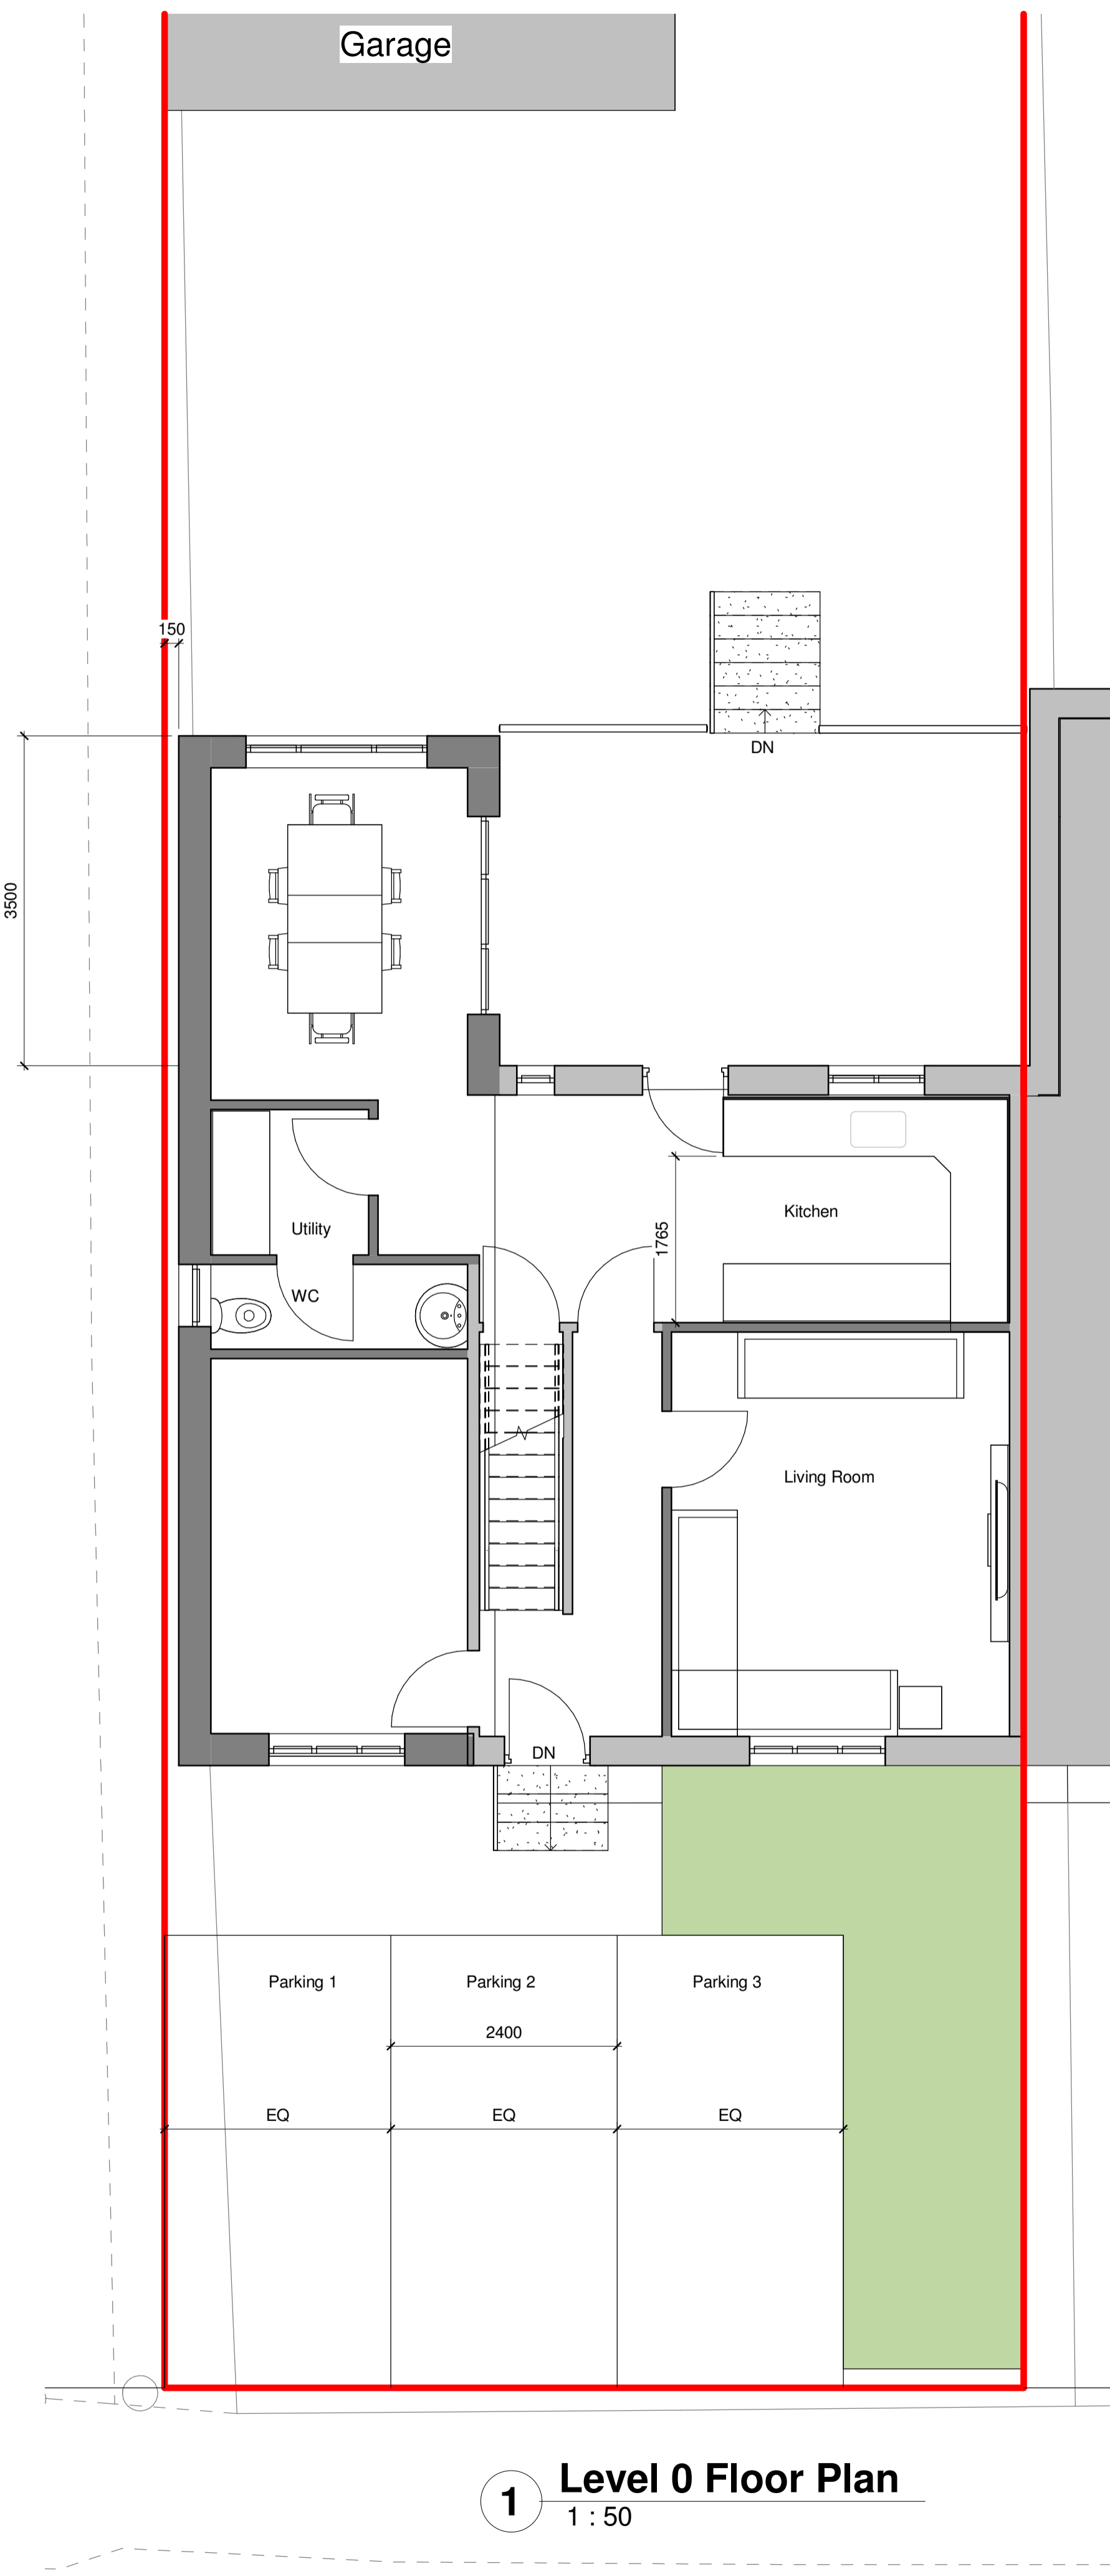 Garage
150
DN
3500
Kitchen
1765
Utility
WC
Living Room
DN
Parking 1
Parking 2
Parking 3
2400
EQ
EQ
EQ
1
Level 0 Floor Plan
1 : 50